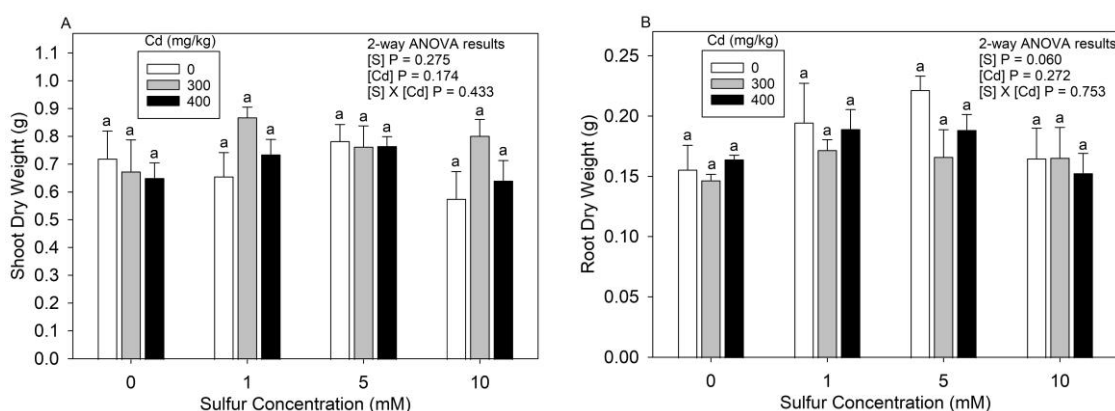 A
Cd (mg/kg)
0
300
400
2-way ANOVA results
[S] P = 0.275
[Cd] P = 0.174
[S] X [Cd] P = 0.433
1.1
1.0
0.9
0.8
0.7
0.6
0.5
0.4
0.3
0.2
0.1
0.0
Shoot Dry Weight (g)
a a a
a a a
a a a
a a a
0 1 5 10
Sulfur Concentration (mM)
B
Cd (mg/kg)
0
300
400
2-way ANOVA results
[S] P = 0.060
[Cd] P = 0.272
[S] X [Cd] P = 0.753
0.25
0.20
0.15
0.10
0.05
0.00
Root Dry Weight (g)
a a a
a a a
a a a
a a a
0 1 5 10
Sulfur Concentration (mM)